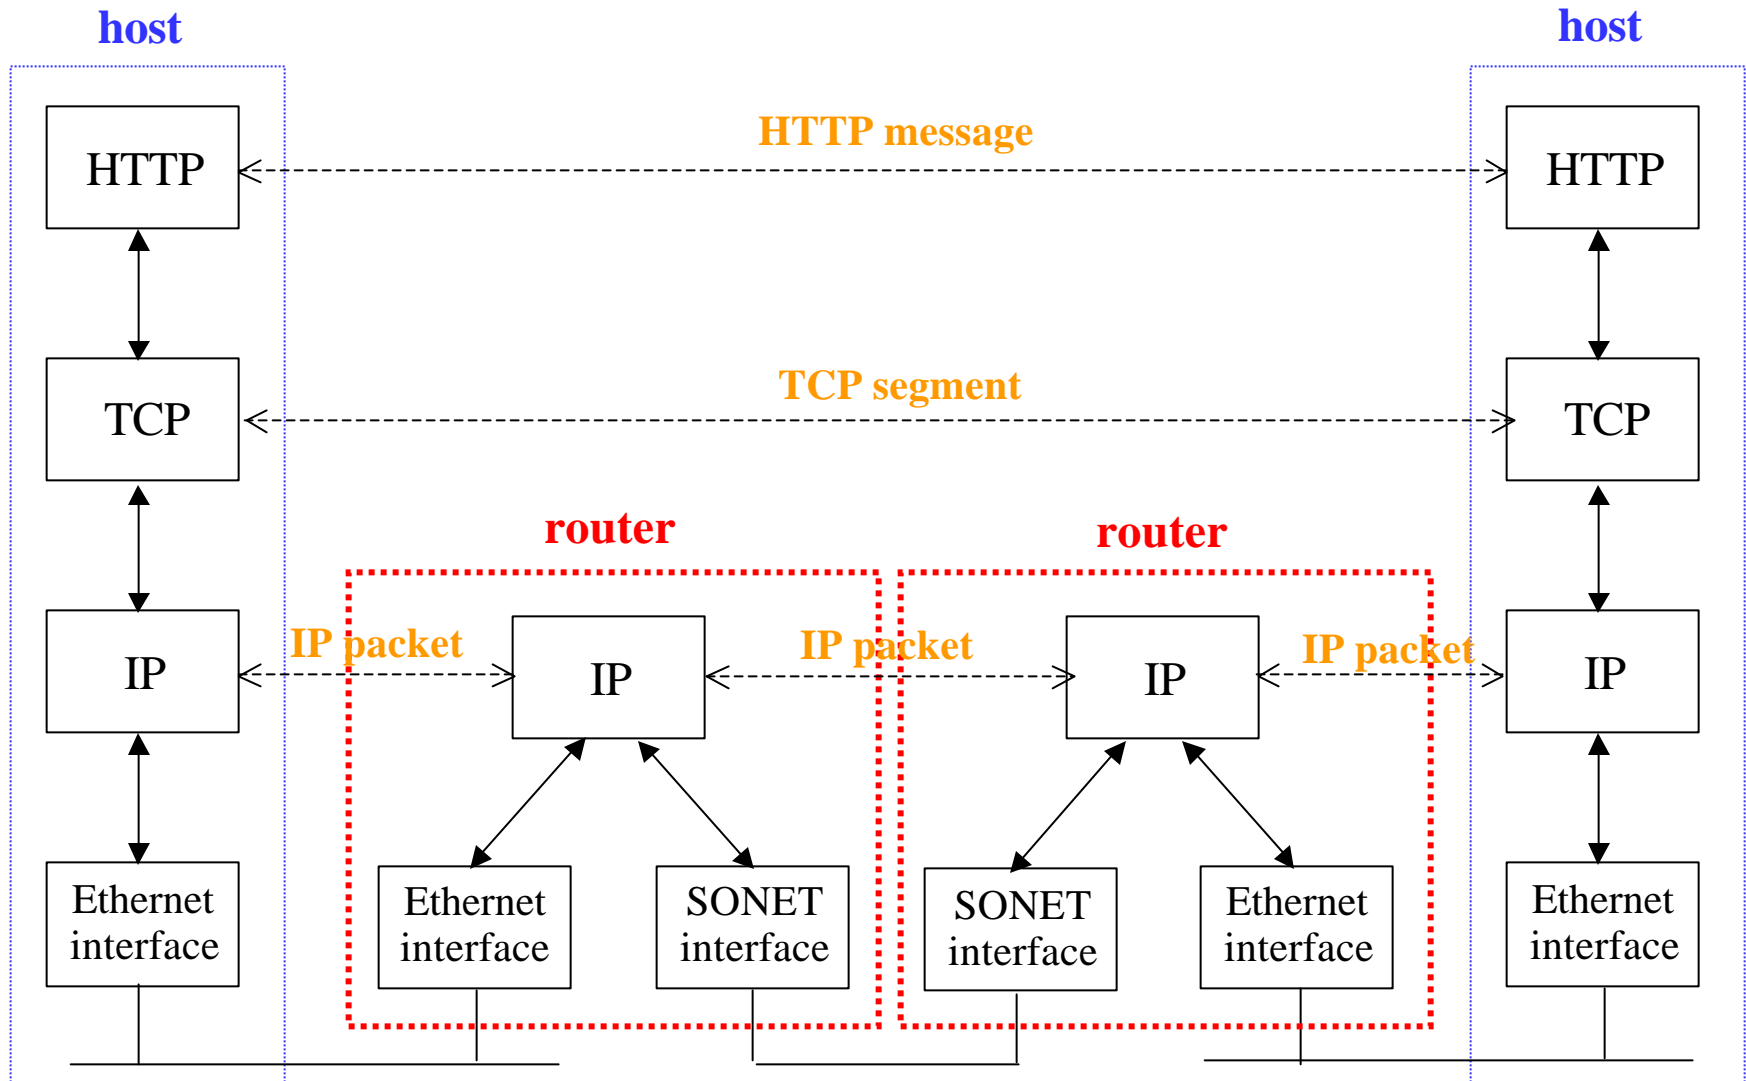 host
host
HTTP
HTTP message
HTTP
TCP
TCP segment
TCP
router
router
IP
IP packet
IP
IP packet
IP
IP packet
IP
Ethernet
interface
Ethernet
interface
SONET
interface
SONET
interface
Ethernet
interface
Ethernet
interface